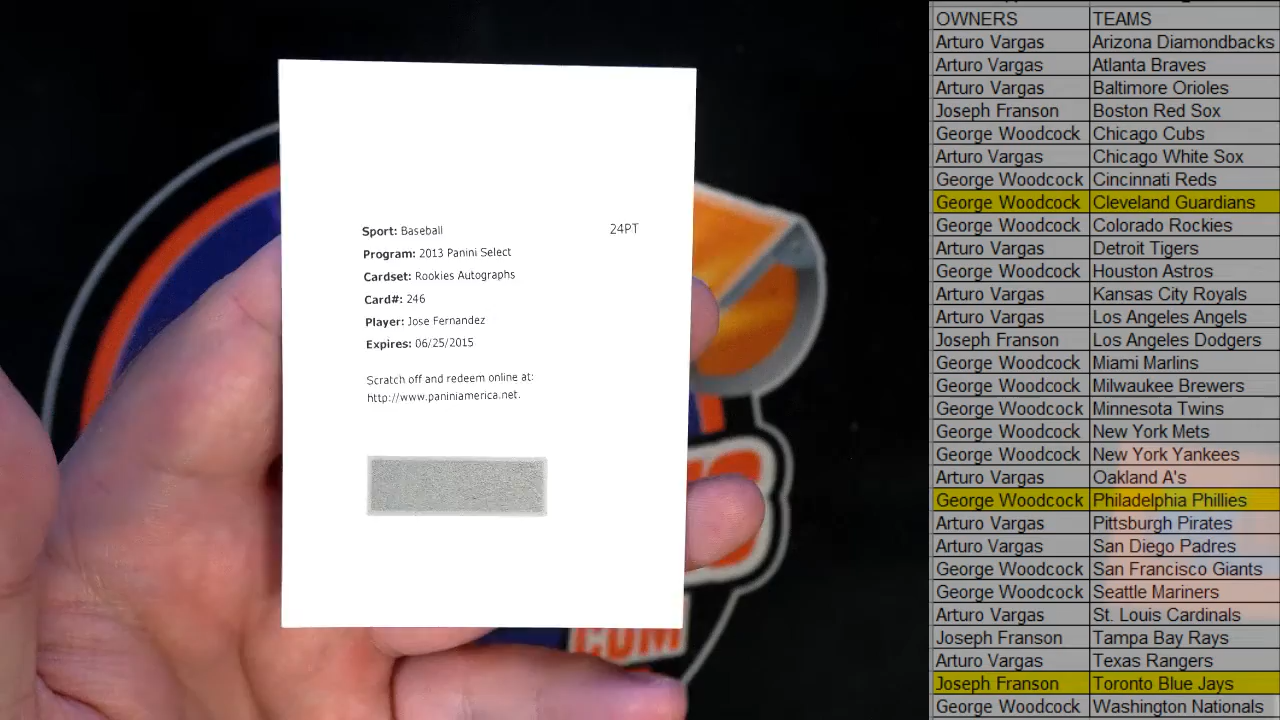 Sport: Baseball
24PT
Program: 2013 Panini Select
Cardset: Rookies Autographs
Card#: 246
Player: Jose Fernandez
Expires: 06/25/2015
Scratch off and redeem online at:
http://www.paniniamerica.net.
COM
OWNERS TEAMS
Arturo Vargas Arizona Diamondbacks
Arturo Vargas Atlanta Braves
Arturo Vargas Baltimore Orioles
Joseph Franson Boston Red Sox
George Woodcock Chicago Cubs
Arturo Vargas Chicago White Sox
George Woodcock Cincinnati Reds
George Woodcock Cleveland Guardians
George Woodcock Colorado Rockies
Arturo Vargas Detroit Tigers
George Woodcock Houston Astros
Arturo Vargas Kansas City Royals
Arturo Vargas Los Angeles Angels
Joseph Franson Los Angeles Dodgers
George Woodcock Miami Marlins
George Woodcock Milwaukee Brewers
George Woodcock Minnesota Twins
George Woodcock New York Mets
George Woodcock New York Yankees
Arturo Vargas Oakland A's
George Woodcock Philadelphia Phillies
Arturo Vargas Pittsburgh Pirates
Arturo Vargas San Diego Padres
George Woodcock San Francisco Giants
George Woodcock Seattle Mariners
Arturo Vargas St. Louis Cardinals
Joseph Franson Tampa Bay Rays
Arturo Vargas Texas Rangers
Joseph Franson Toronto Blue Jays
George Woodcock Washington Nationals